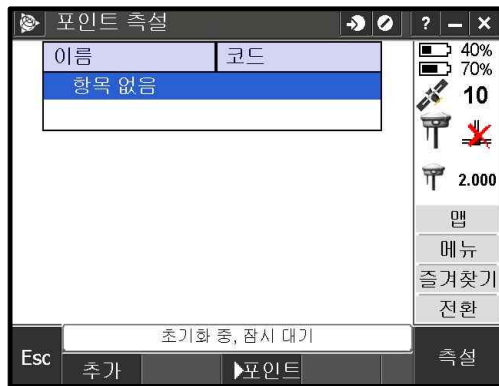 포인트 측설
? – ×
이름 코드
항목 없음
40%
70%
10
2.000
맵
메뉴
즐겨찾기
전환
초기화 중, 잠시 대기
Esc 추가 ▶포인트 측설